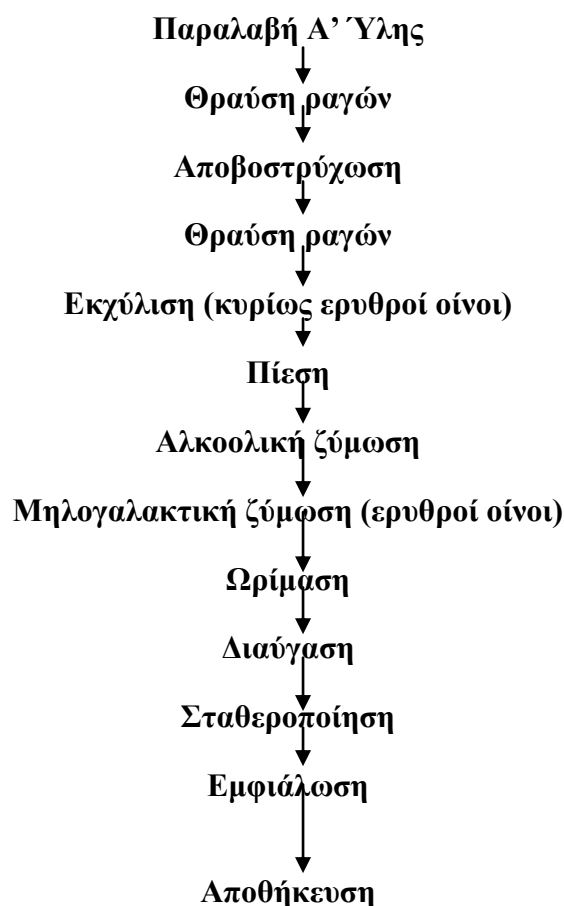 Παραλαβή Α’ Ύλης
Θραύση ραγών
Αποβοστρύχωση
Θραύση ραγών
Εκχύλιση (κυρίως ερυθροί οίνοι)
Πίεση
Αλκοολική ζύμωση
Μηλογαλακτική ζύμωση (ερυθροί οίνοι)
Ωρίμαση
Διαύγαση
Σταθεροποίηση
Εμφιάλωση
Αποθήκευση